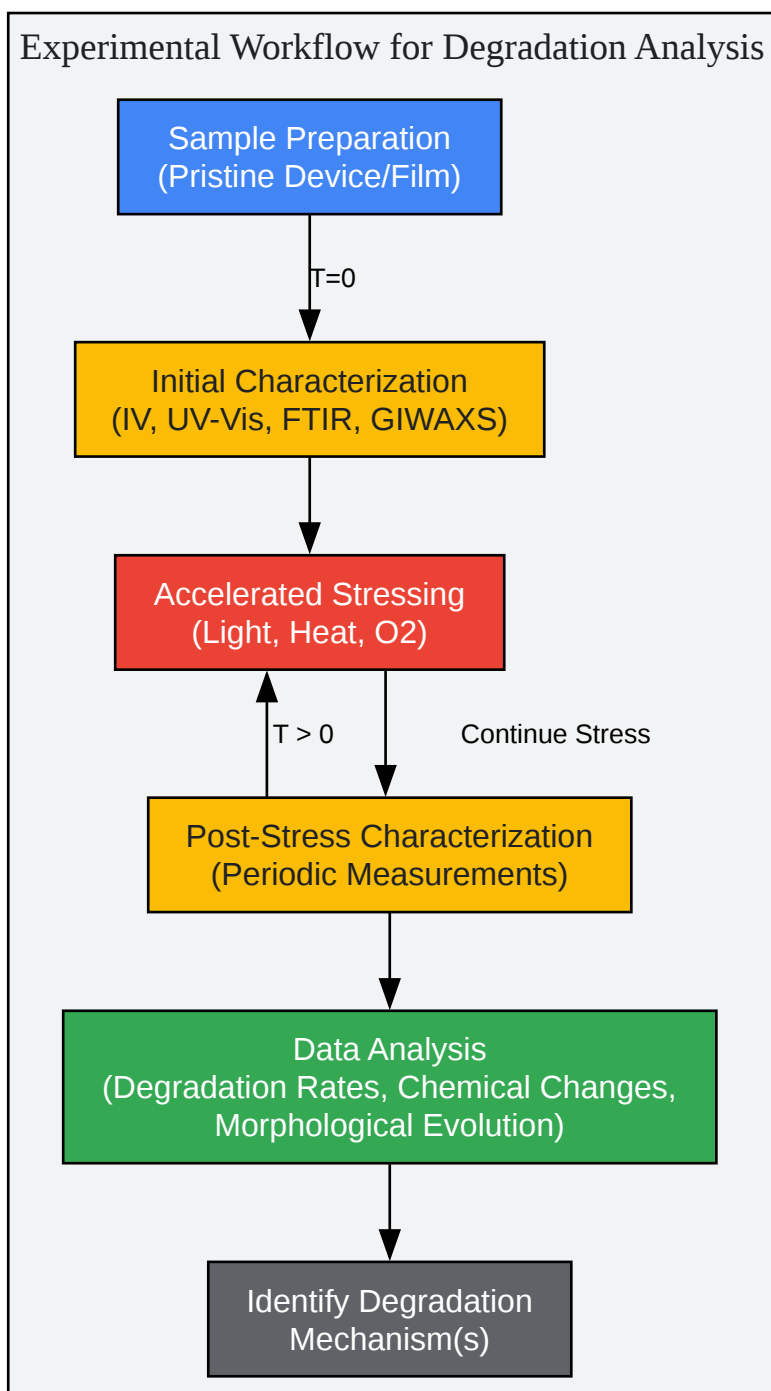 Experimental Workflow for Degradation Analysis
Sample Preparation
(Pristine Device/Film)
T=0
Initial Characterization
(IV, UV-Vis, FTIR, GIWAXS)
Accelerated Stressing
(Light, Heat, O2)
T > 0
Continue Stress
Post-Stress Characterization
(Periodic Measurements)
Data Analysis
(Degradation Rates, Chemical Changes,
Morphological Evolution)
Identify Degradation
Mechanism(s)